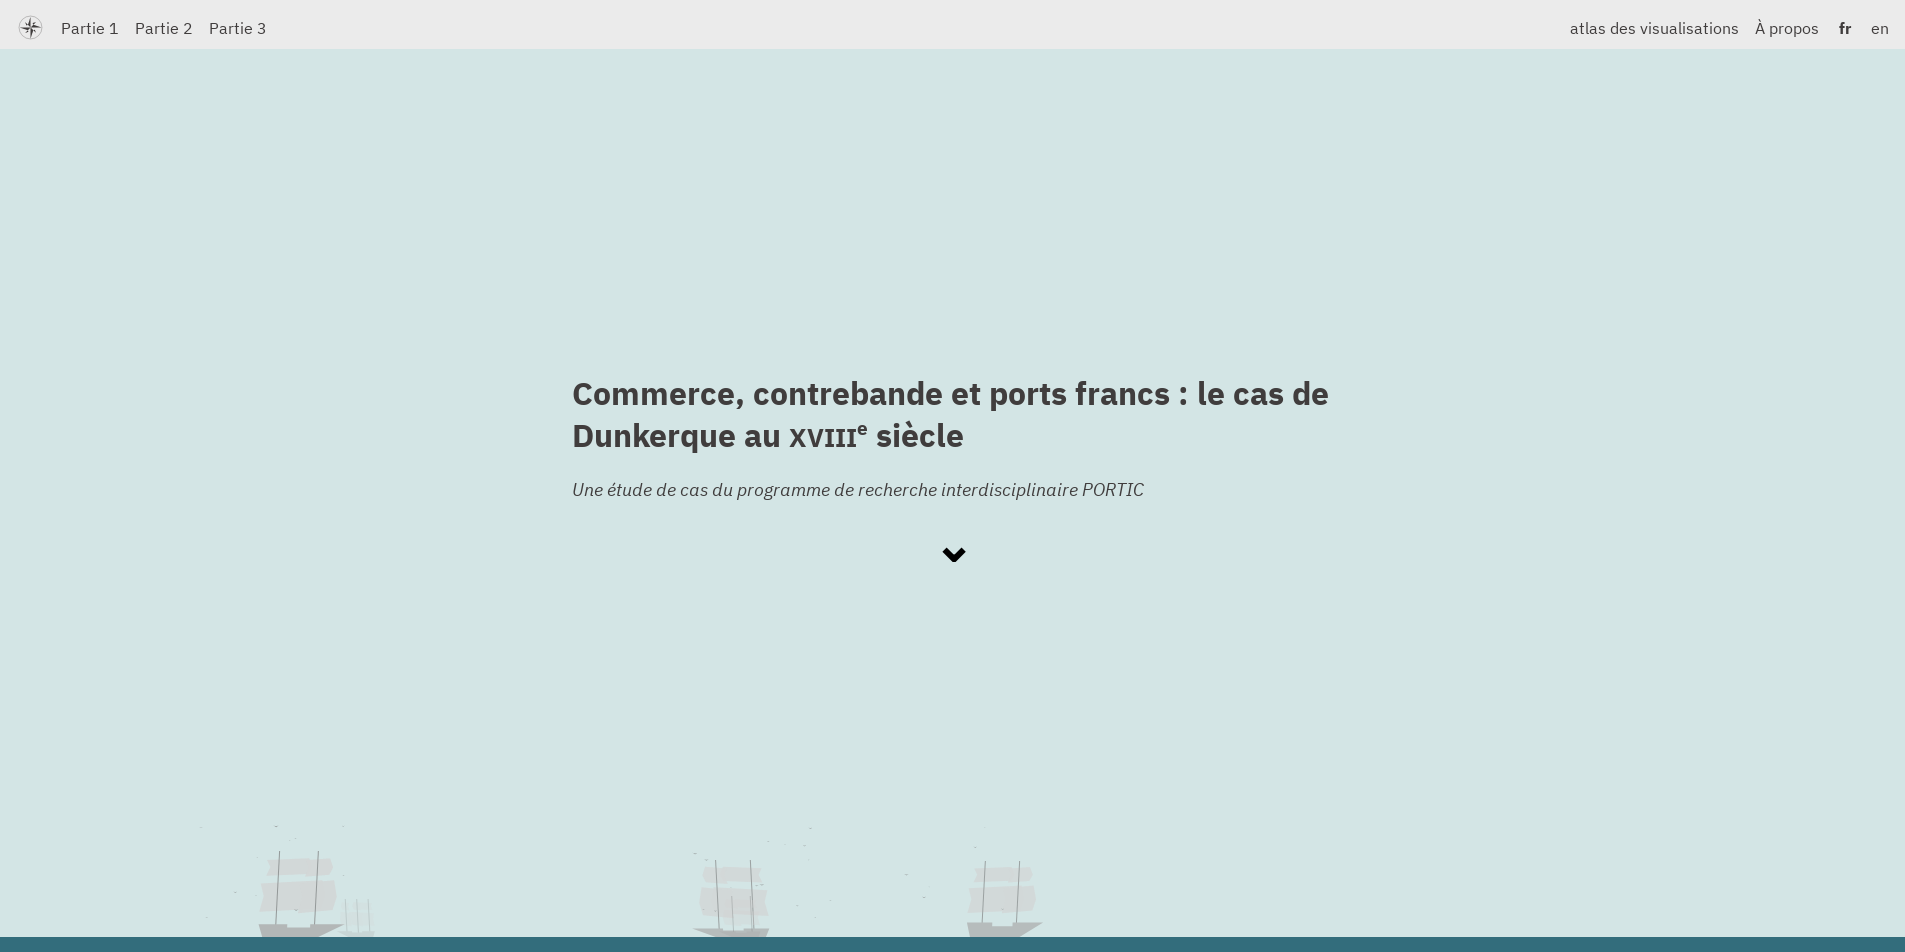 Partie 1 Partie 2 Partie 3 atlas des visualisations À propos fr en
Commerce, contrebande et ports francs : le cas de
Dunkerque au XVIIIe siècle
Une étude de cas du programme de recherche interdisciplinaire PORTIC